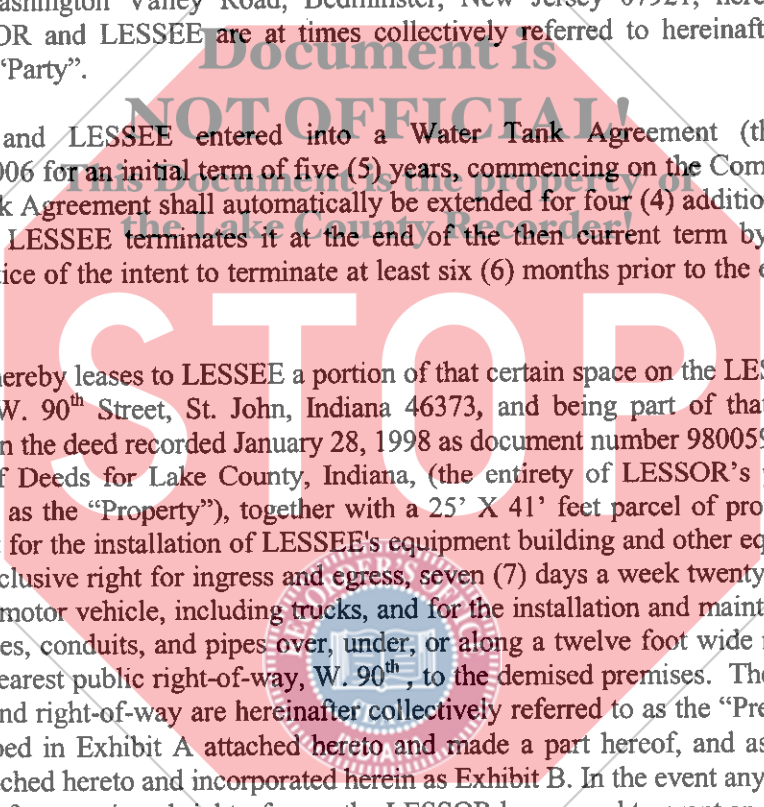 ashington Valley Road, Bedminster, New Jersey 07921, here
OR and LESSEE are at times collectively referred to hereinaft
"Party".
Document is
NOT OFFICIAL!
This Document is the property of
the Lake County Recorder!
and LESSEE entered into a Water Tank Agreement (th
006 for an initial term of five (5) years, commencing on the Com
k Agreement shall automatically be extended for four (4) additio
LESSEE terminates it at the end of the then current term by
tice of the intent to terminate at least six (6) months prior to the e
STOP
hereby leases to LESSEE a portion of that certain space on the LES
W. 90th Street, St. John, Indiana 46373, and being part of that
n the deed recorded January 28, 1998 as document number 980059
f Deeds for Lake County, Indiana, (the entirety of LESSOR's
as the "Property"), together with a 25' X 41' feet parcel of pro
for the installation of LESSEE's equipment building and other eq
clusive right for ingress and egress, seven (7) days a week twenty
motor vehicle, including trucks, and for the installation and maint
es, conduits, and pipes over, under, or along a twelve foot wide
earest public right-of-way, W. 90th, to the demised premises. The
nd right-of-way are hereinafter collectively referred to as the "Pre
bed in Exhibit A attached hereto and made a part hereof, and as
ched hereto and incorporated herein as Exhibit B. In the event any